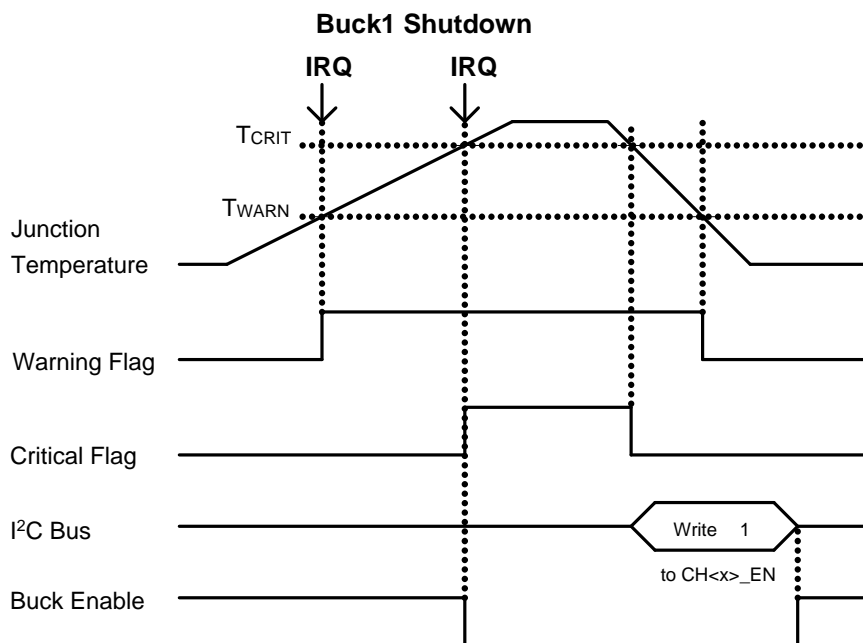 Buck1 Shutdown
IRQ IRQ
TCRIT
TWARN
Junction
Temperature
Warning Flag
Critical Flag
I²C Bus
Write 1
to CH<x>_EN
Buck Enable